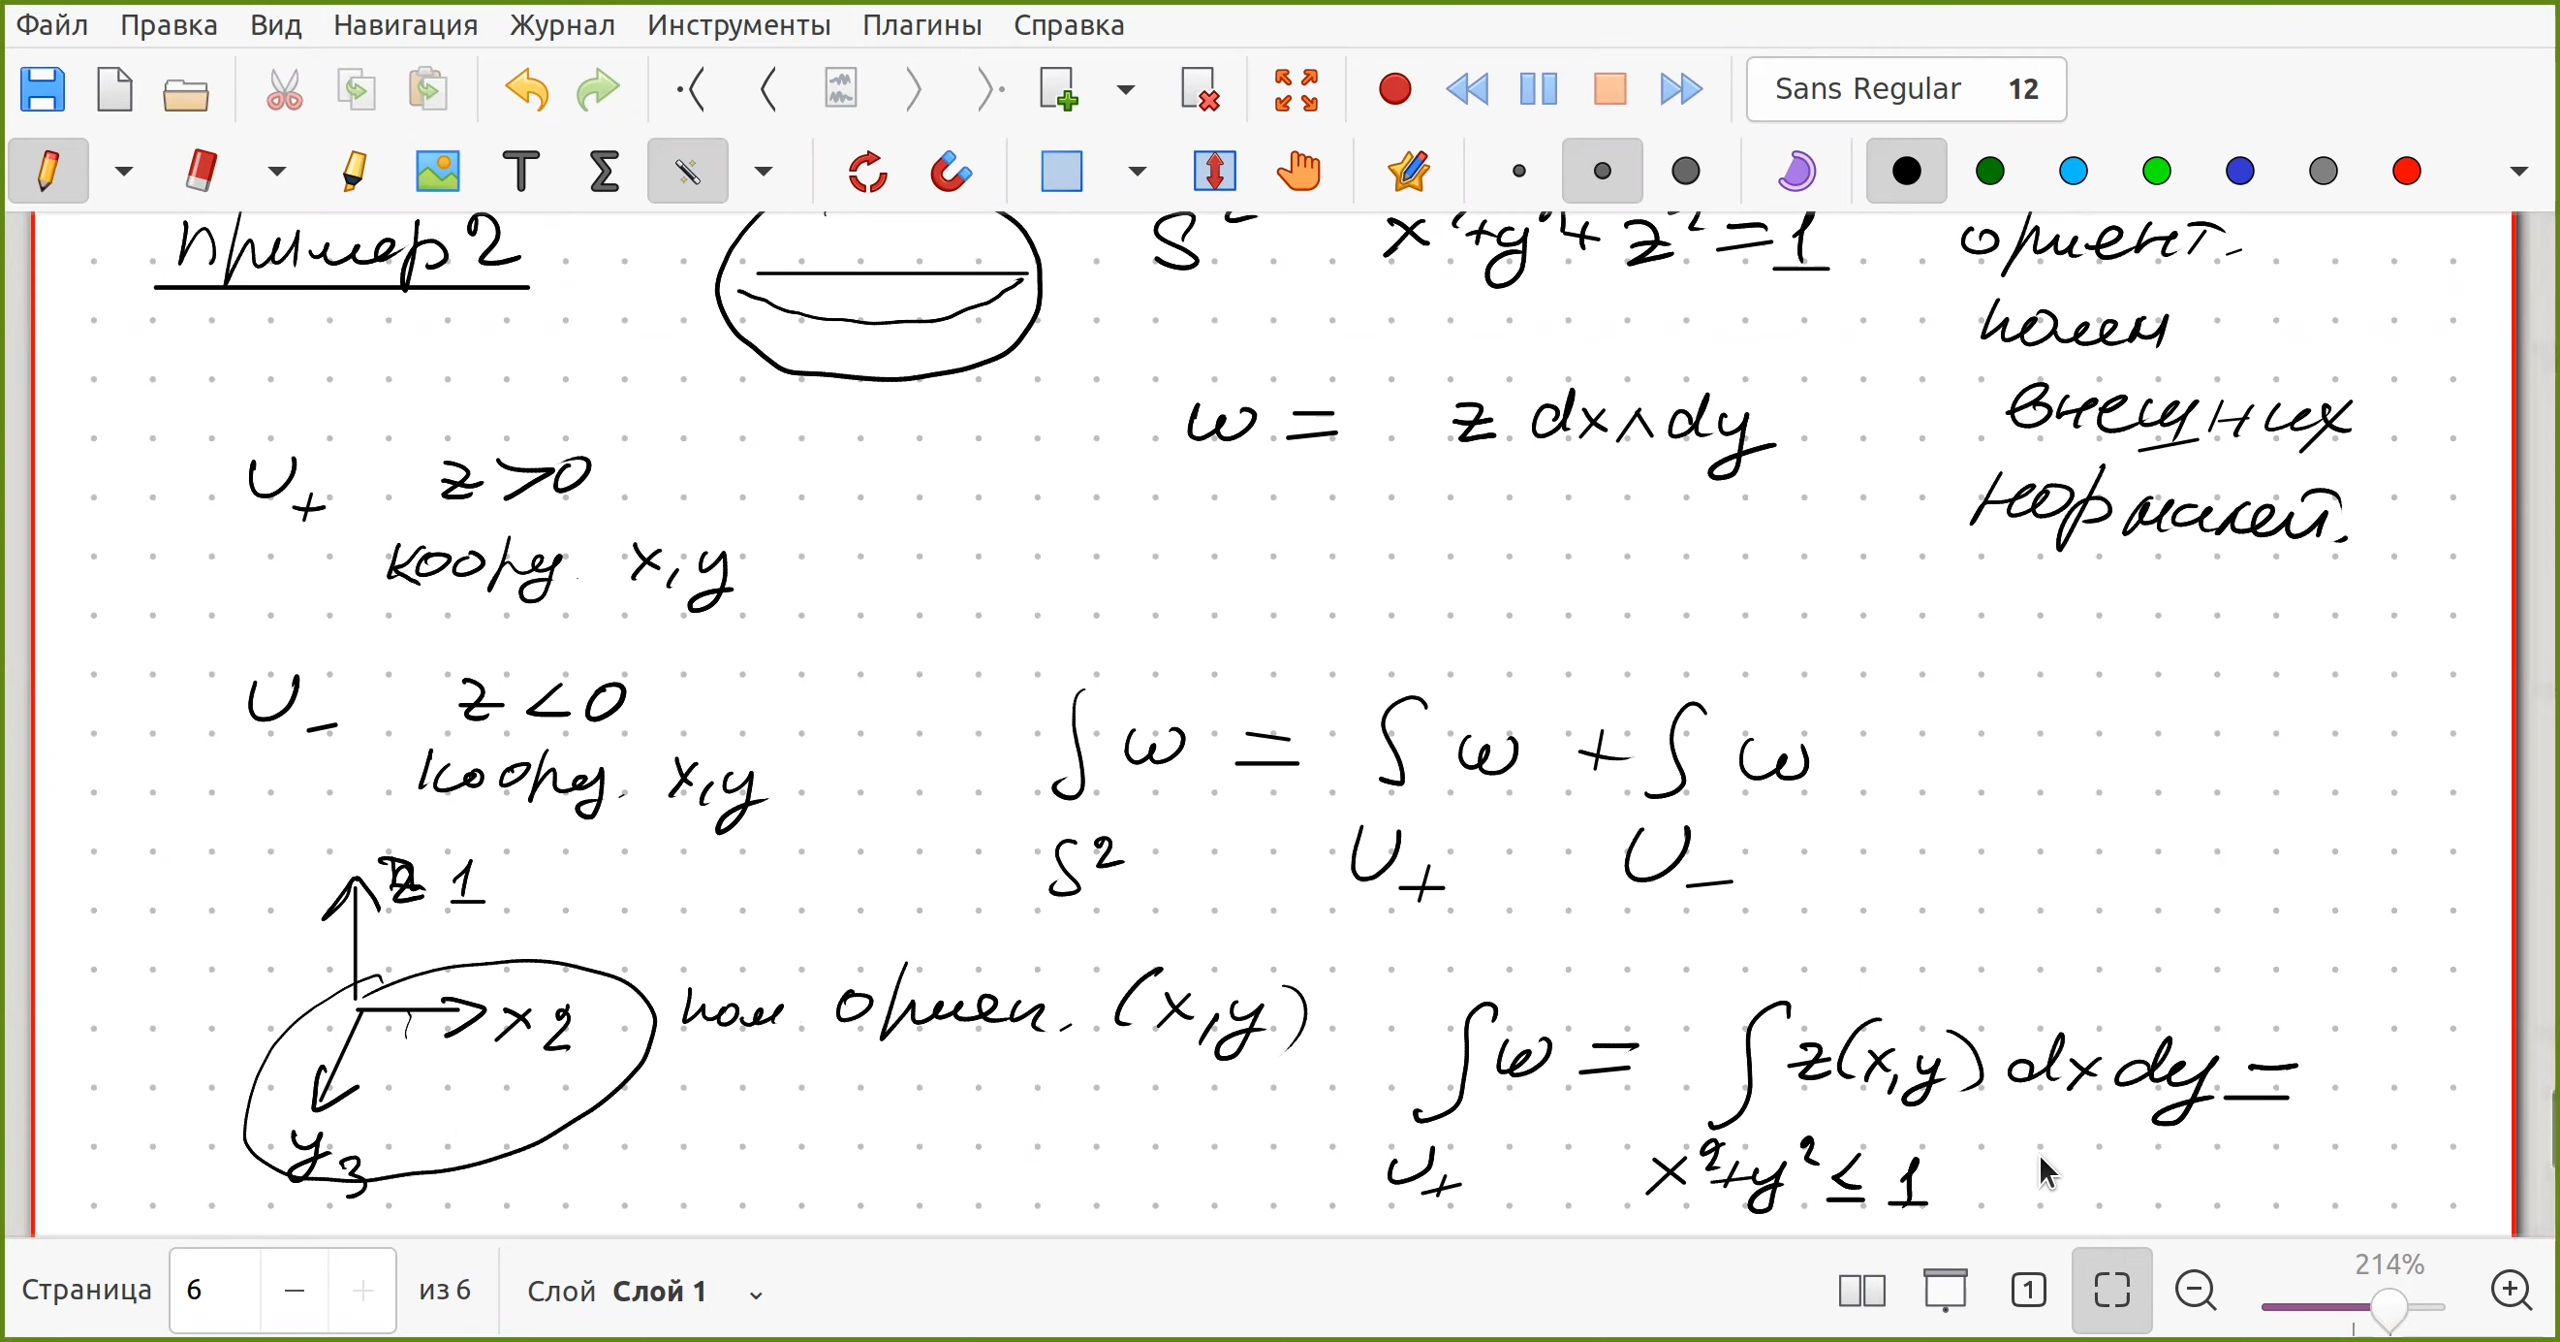 Файл Правка Вид Навигация Журнал Инструменты Плагины Справка
Sans Regular 12
Пример 2 S² x²+y²+z²=1 ориент.
полем
ω = z dx∧dy внешних
нормалей.
U₊ z>0
коорд. x,y
U₋ z<0
коорд. x,y
∫ω = ∫ω + ∫ω
S² U₊ U₋
z 1
x 2
y 3
пол ориен. (x,y)
∫ω = ∫z(x,y) dxdy =
U₊ x²+y² ≤ 1
Страница 6 из 6 Слой Слой 1 214%